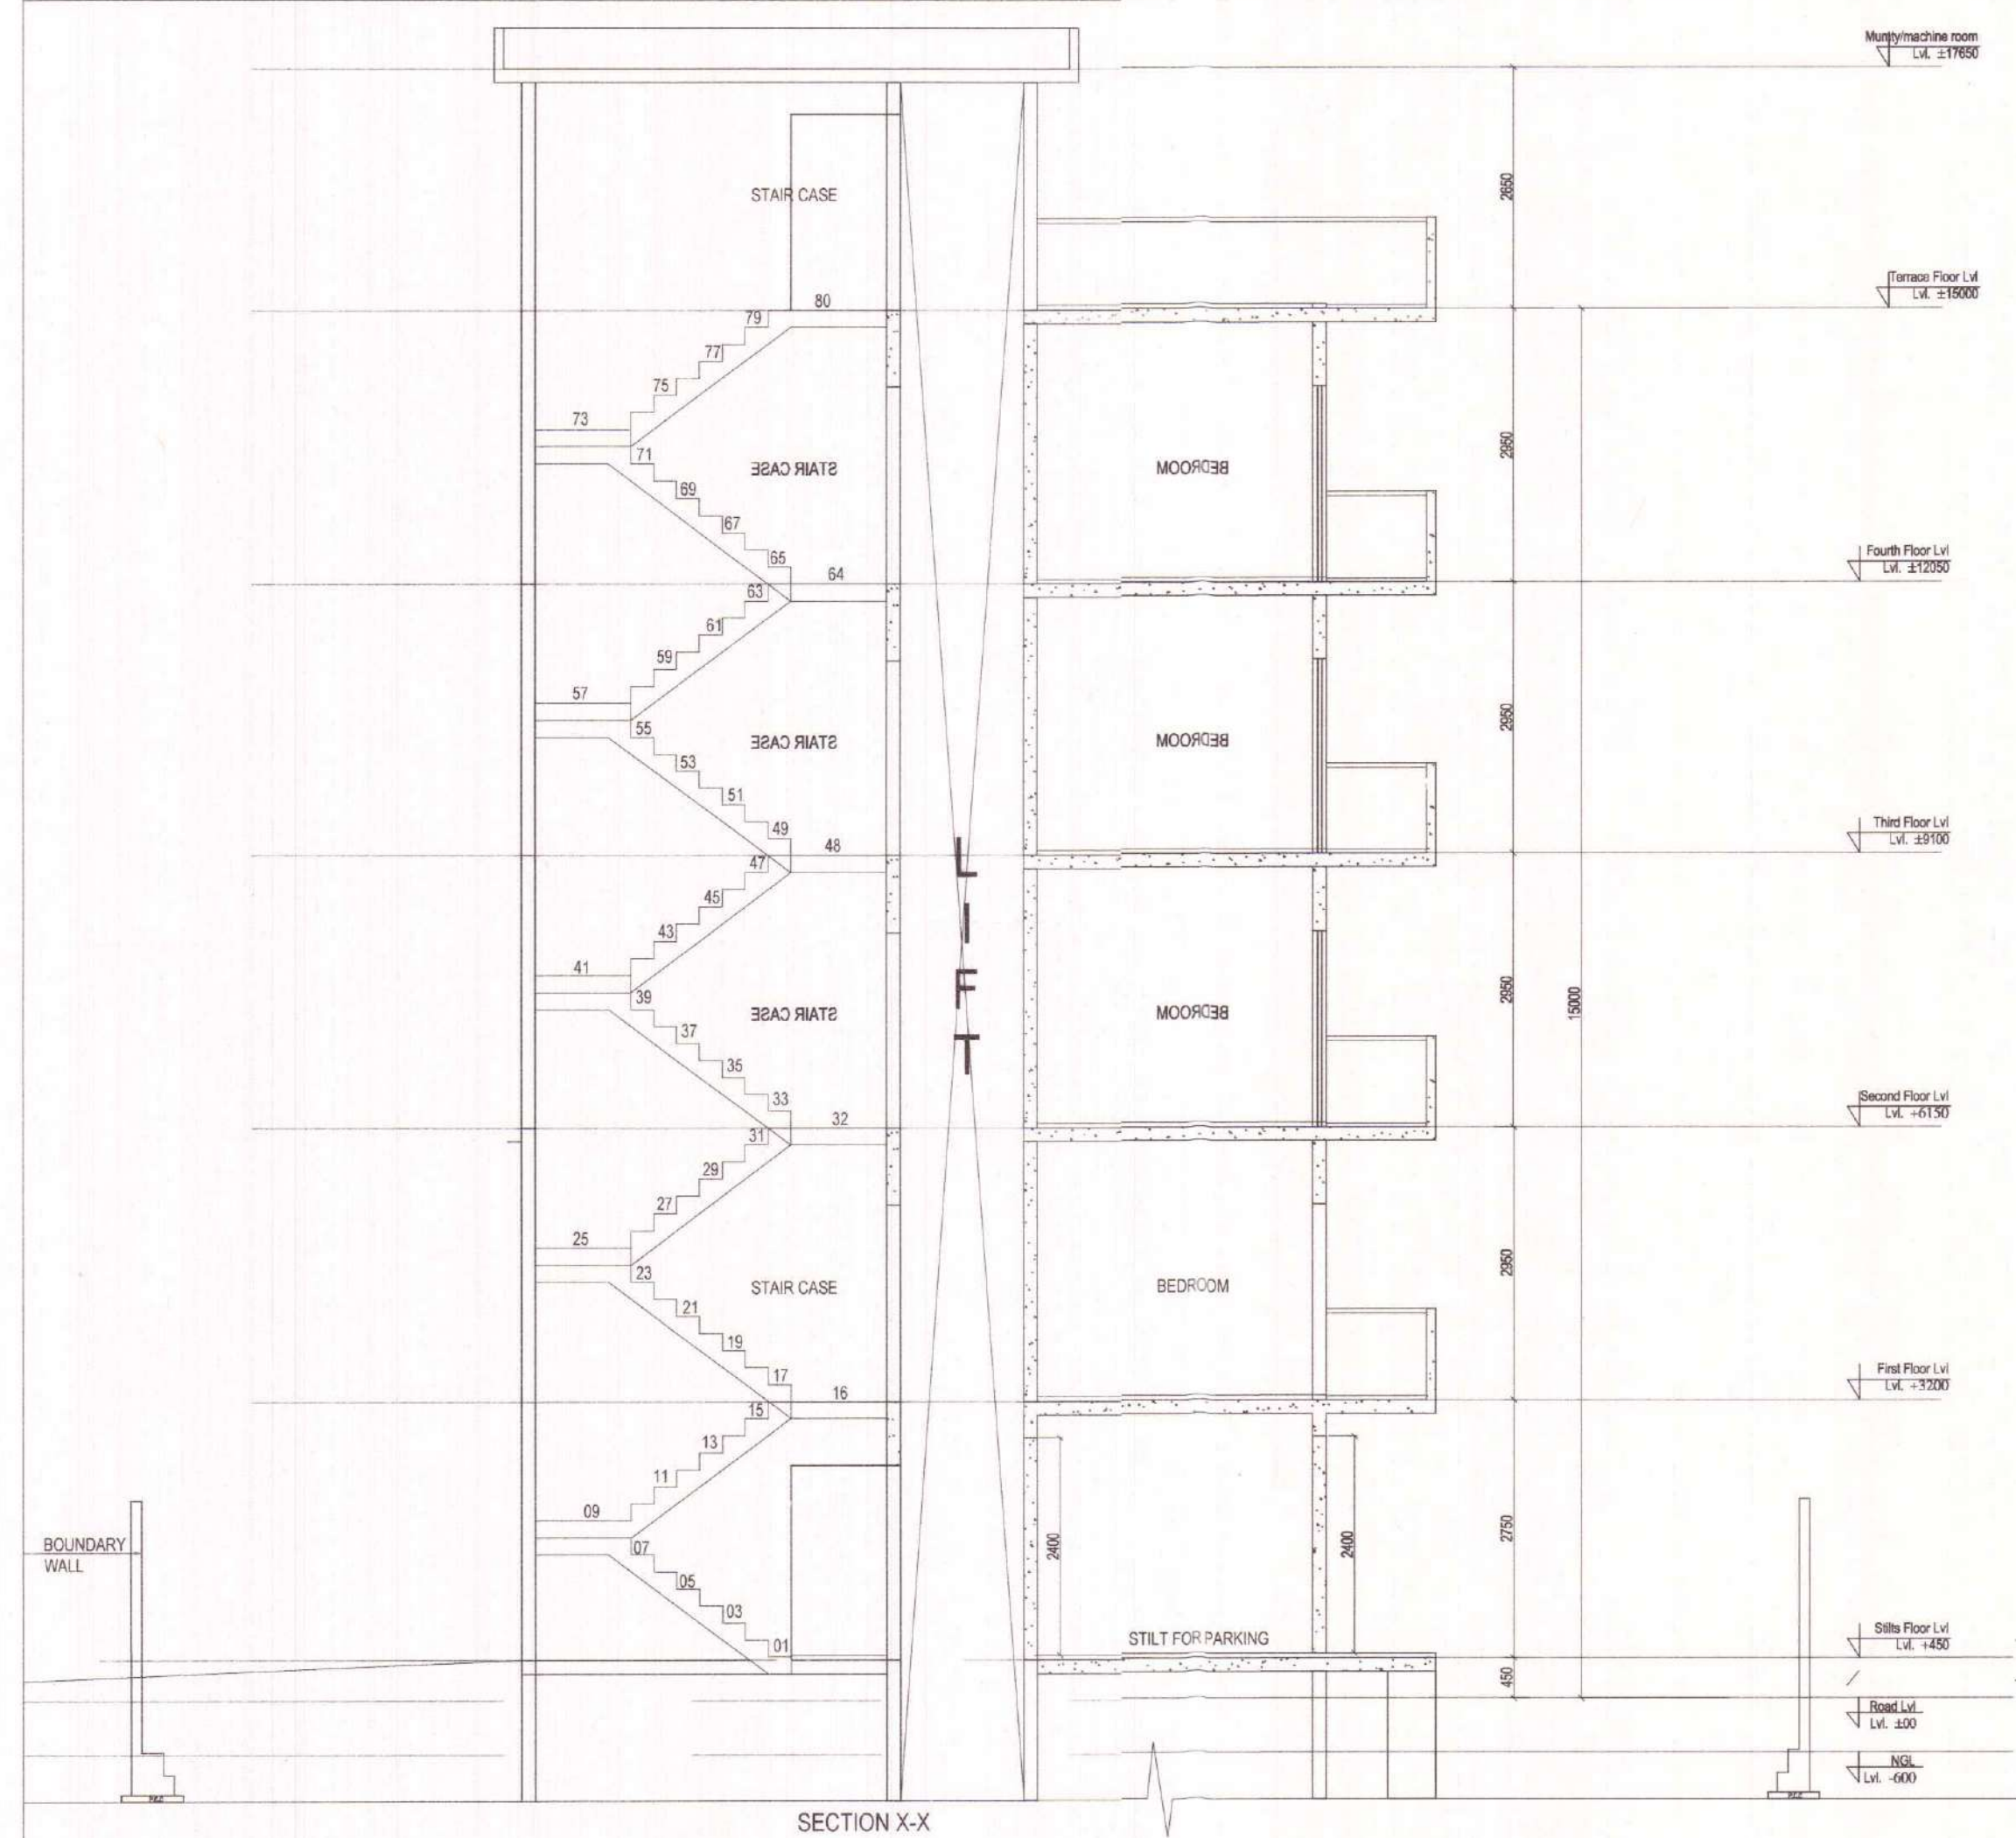 Mumty/machine room
Lvl. ±17650
STAIR CASE
2650
Terrace Floor Lvl
Lvl. ±15000
80
79
77
75
73
71
69
67
65
64
STAIR CASE
BEDROOM
2950
Fourth Floor Lvl
Lvl. ±12050
63
61
59
57
55
53
51
49
48
STAIR CASE
BEDROOM
2950
Third Floor Lvl
Lvl. ±9100
47
45
43
41
39
37
35
33
32
STAIR CASE
LIFT
BEDROOM
2950
15000
Second Floor Lvl
Lvl. +6150
31
29
27
25
23
21
19
17
16
STAIR CASE
BEDROOM
2950
First Floor Lvl
Lvl. +3200
15
13
11
09
07
05
03
01
BOUNDARY
WALL
2400
2400
2750
STILT FOR PARKING
Stilts Floor Lvl
Lvl. +450
450
Road Lvl
Lvl. ±00
NGL
Lvl. -600
SECTION X-X